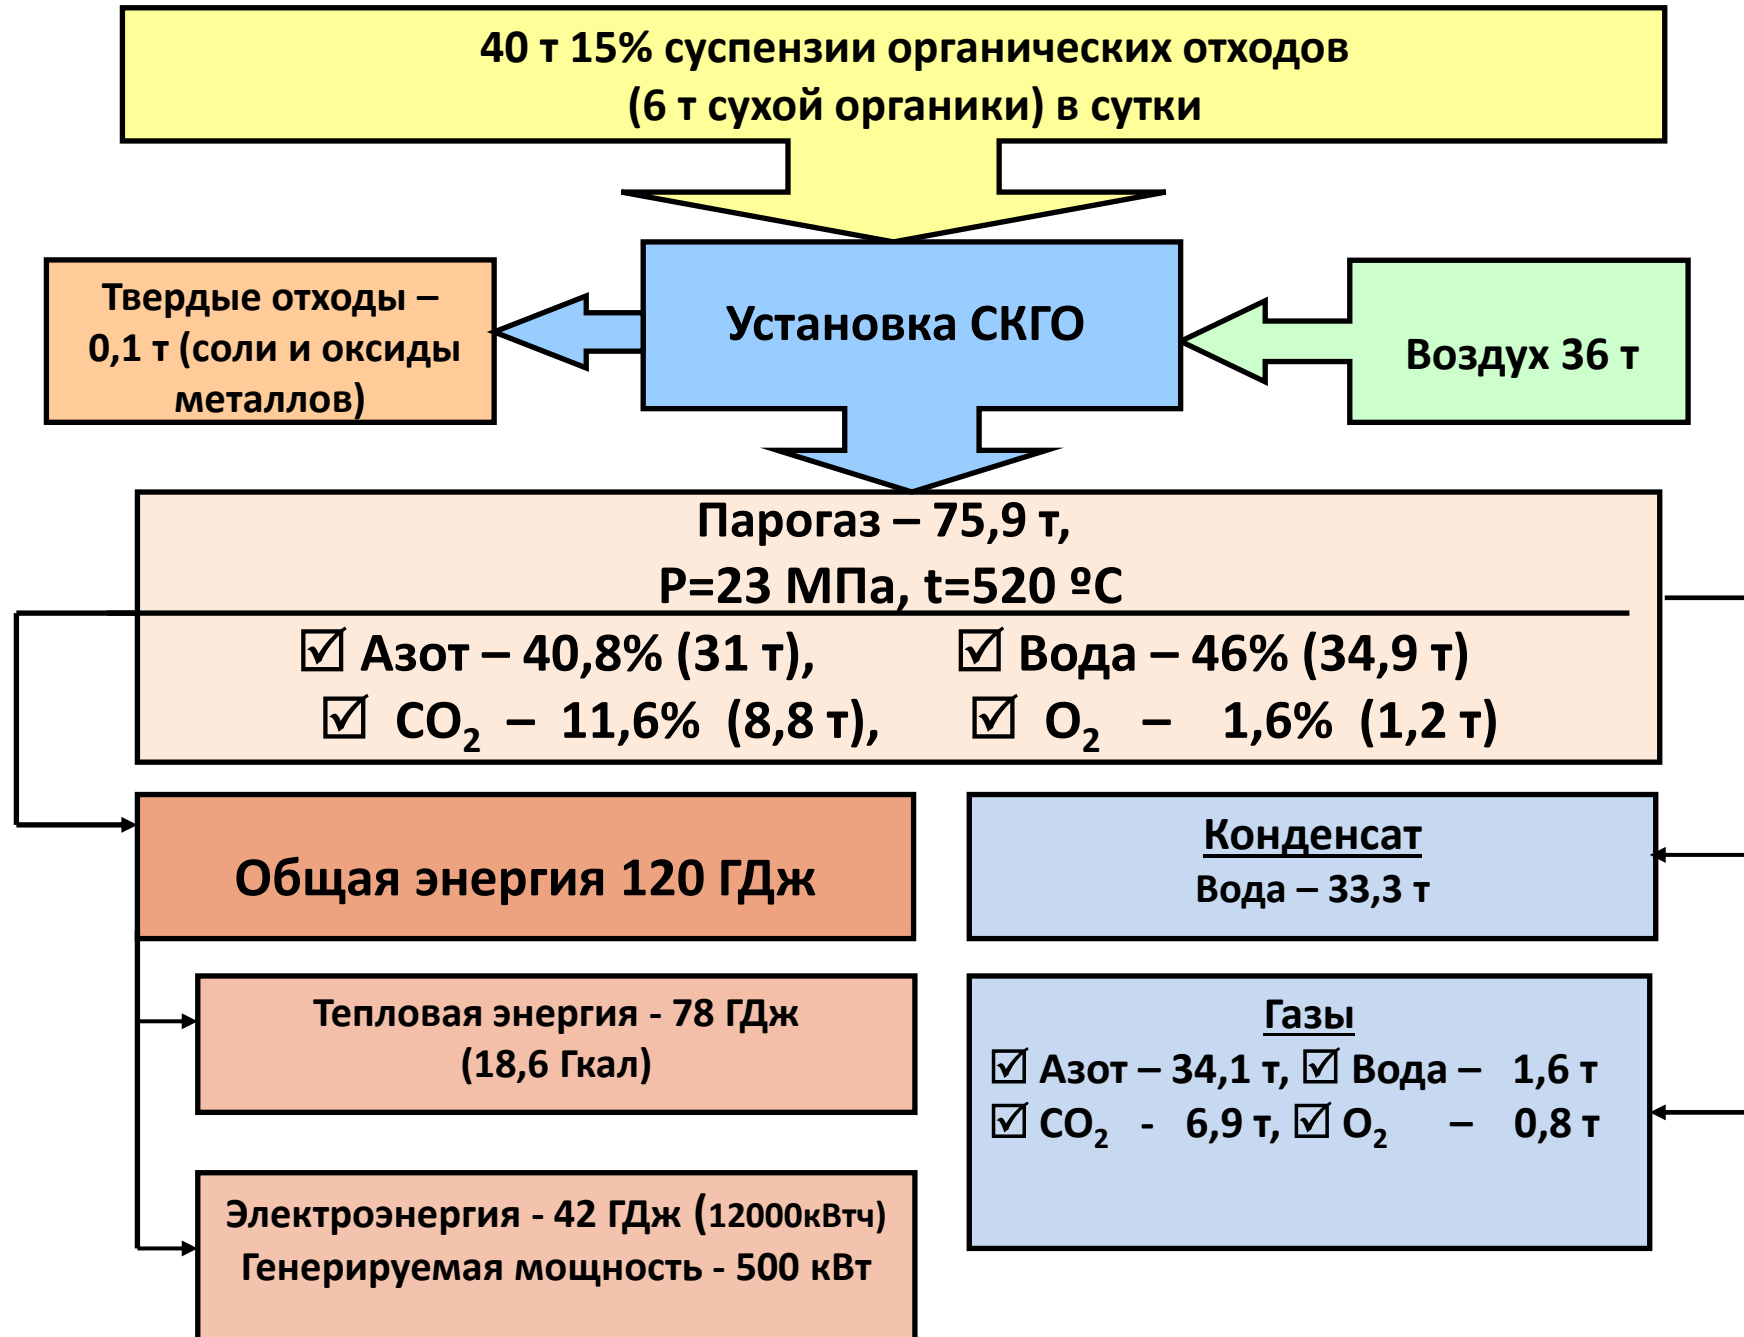 40 т 15% суспензии органических отходов
(6 т сухой органики) в сутки
Твердые отходы –
0,1 т (соли и оксиды
металлов)
Установка СКГО
Воздух 36 т
Парогаз – 75,9 т,
P=23 МПа, t=520 ºС
☑ Азот – 40,8% (31 т), ☑ Вода – 46% (34,9 т)
☑ CO₂ – 11,6% (8,8 т), ☑ O₂ – 1,6% (1,2 т)
Общая энергия 120 ГДж
Конденсат
Вода – 33,3 т
Тепловая энергия - 78 ГДж
(18,6 Гкал)
Газы
☑ Азот – 34,1 т, ☑ Вода – 1,6 т
☑ CO₂ - 6,9 т, ☑ O₂ – 0,8 т
Электроэнергия - 42 ГДж (12000кВтч)
Генерируемая мощность - 500 кВт